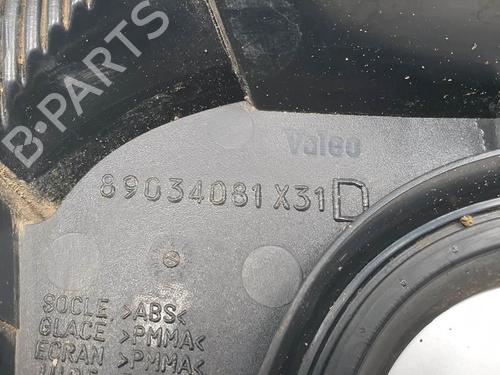 B-PARTS
Valeo
89034081 X31 D
SOCLE >ABS<
GLACE >PMMA<
ECRAN >PMMA<